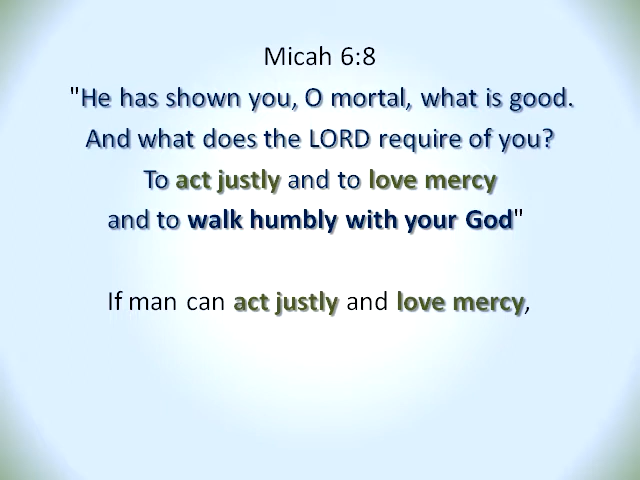 Micah 6:8
"He has shown you, O mortal, what is good.
And what does the LORD require of you?
To act justly and to love mercy
and to walk humbly with your God"
If man can act justly and love mercy,